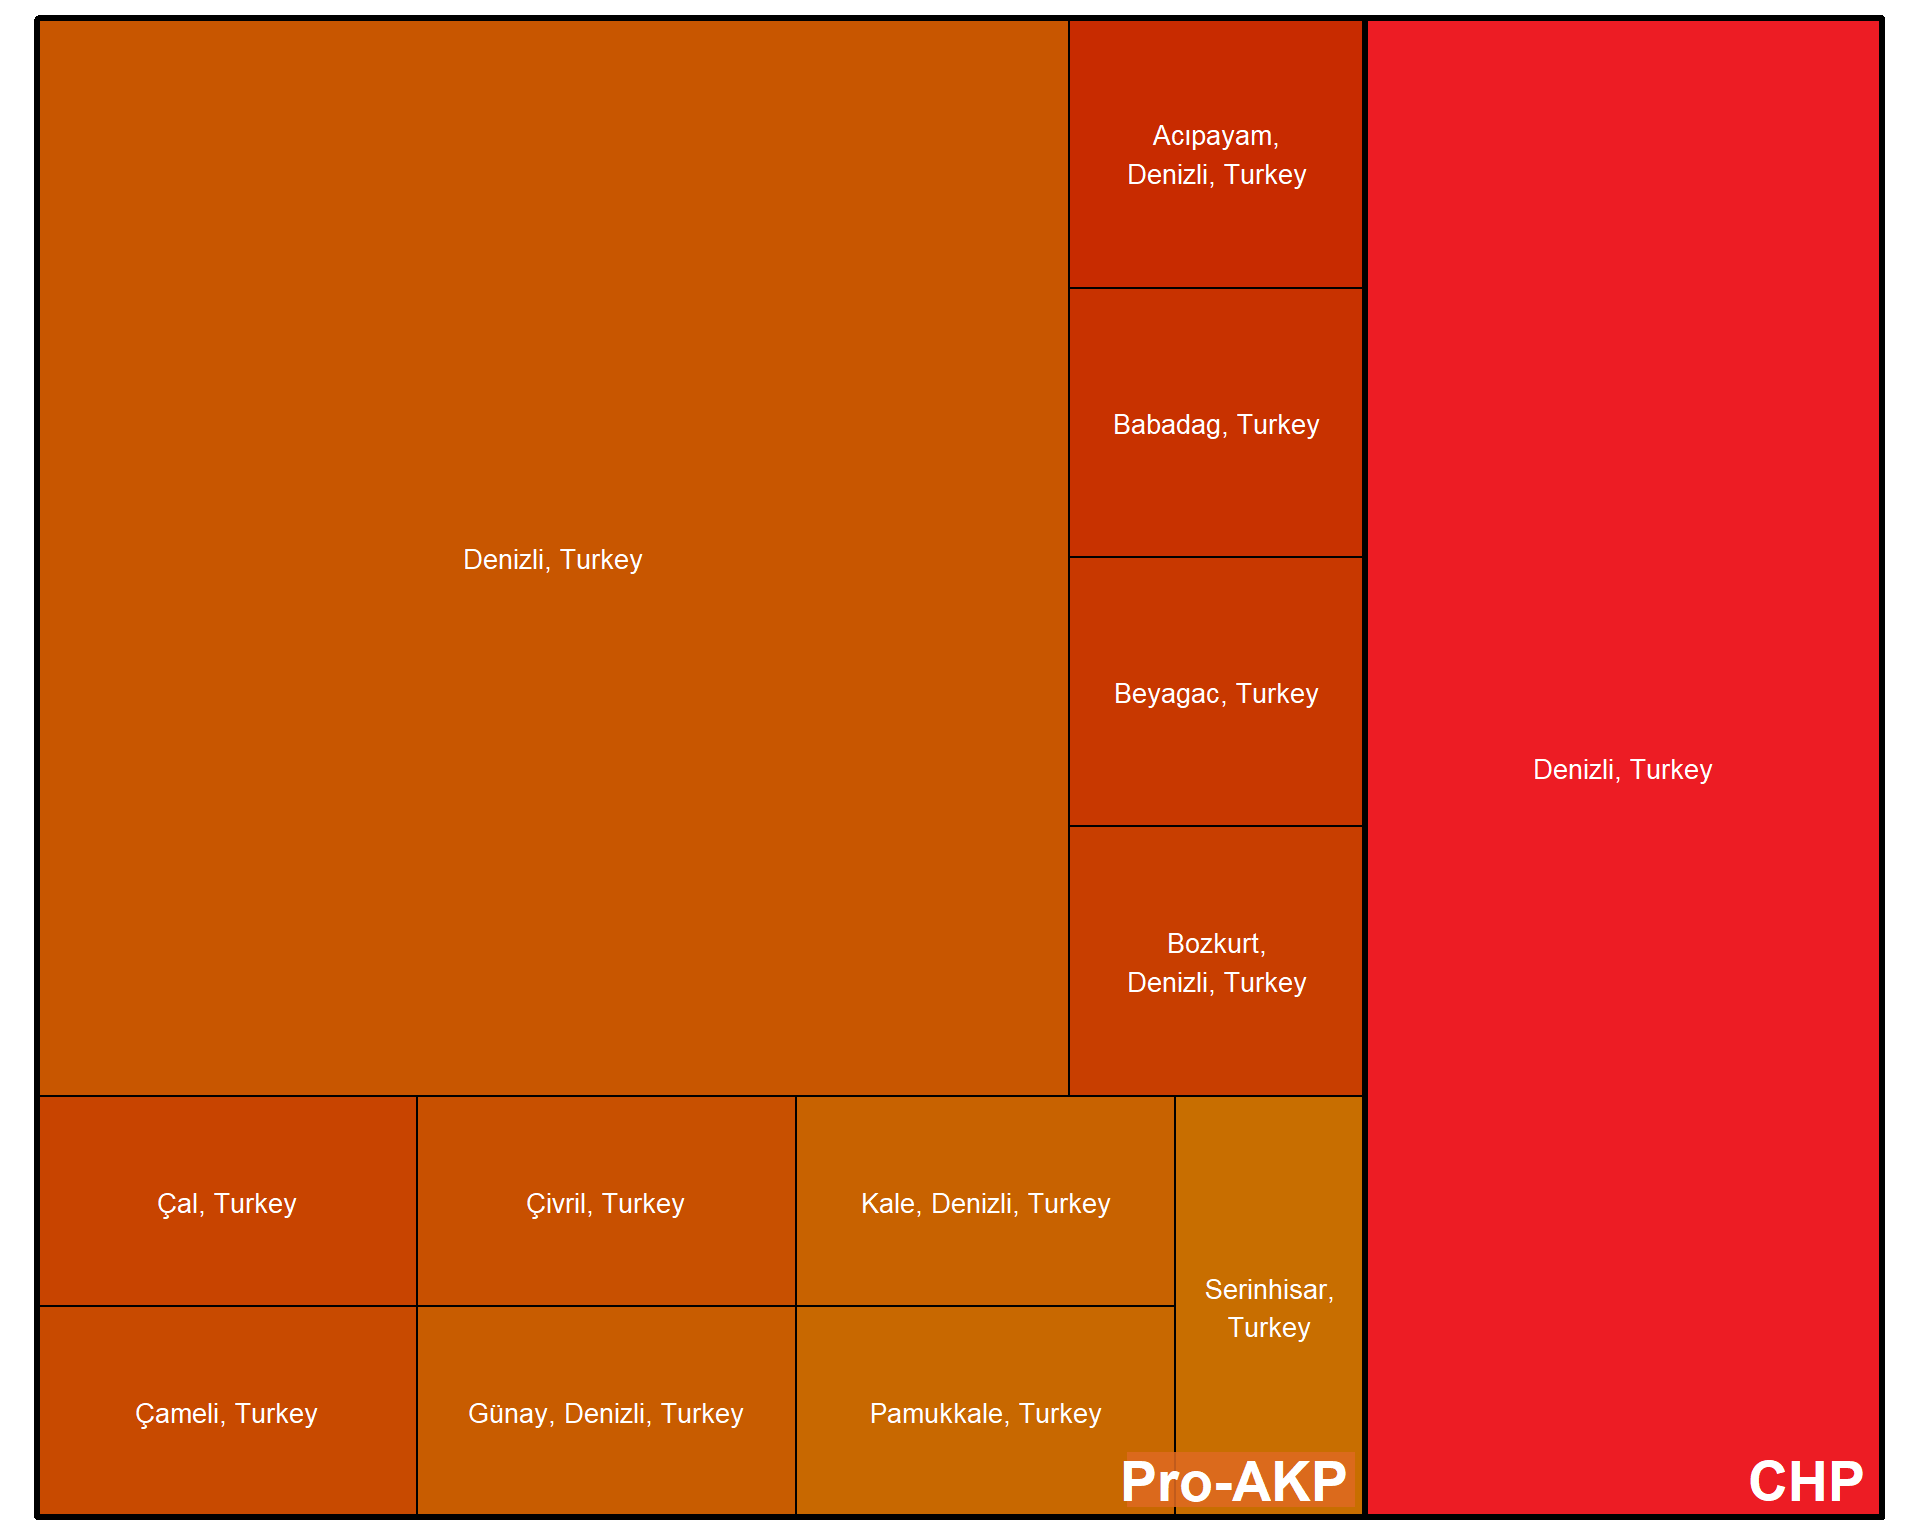 Acıpayam,
Denizli, Turkey
Babadag, Turkey
Denizli, Turkey
Beyagac, Turkey
Denizli, Turkey
Bozkurt,
Denizli, Turkey
Çal, Turkey
Çivril, Turkey
Kale, Denizli, Turkey
Serinhisar,
Turkey
Çameli, Turkey
Günay, Denizli, Turkey
Pamukkale, Turkey
Pro-AKP
CHP